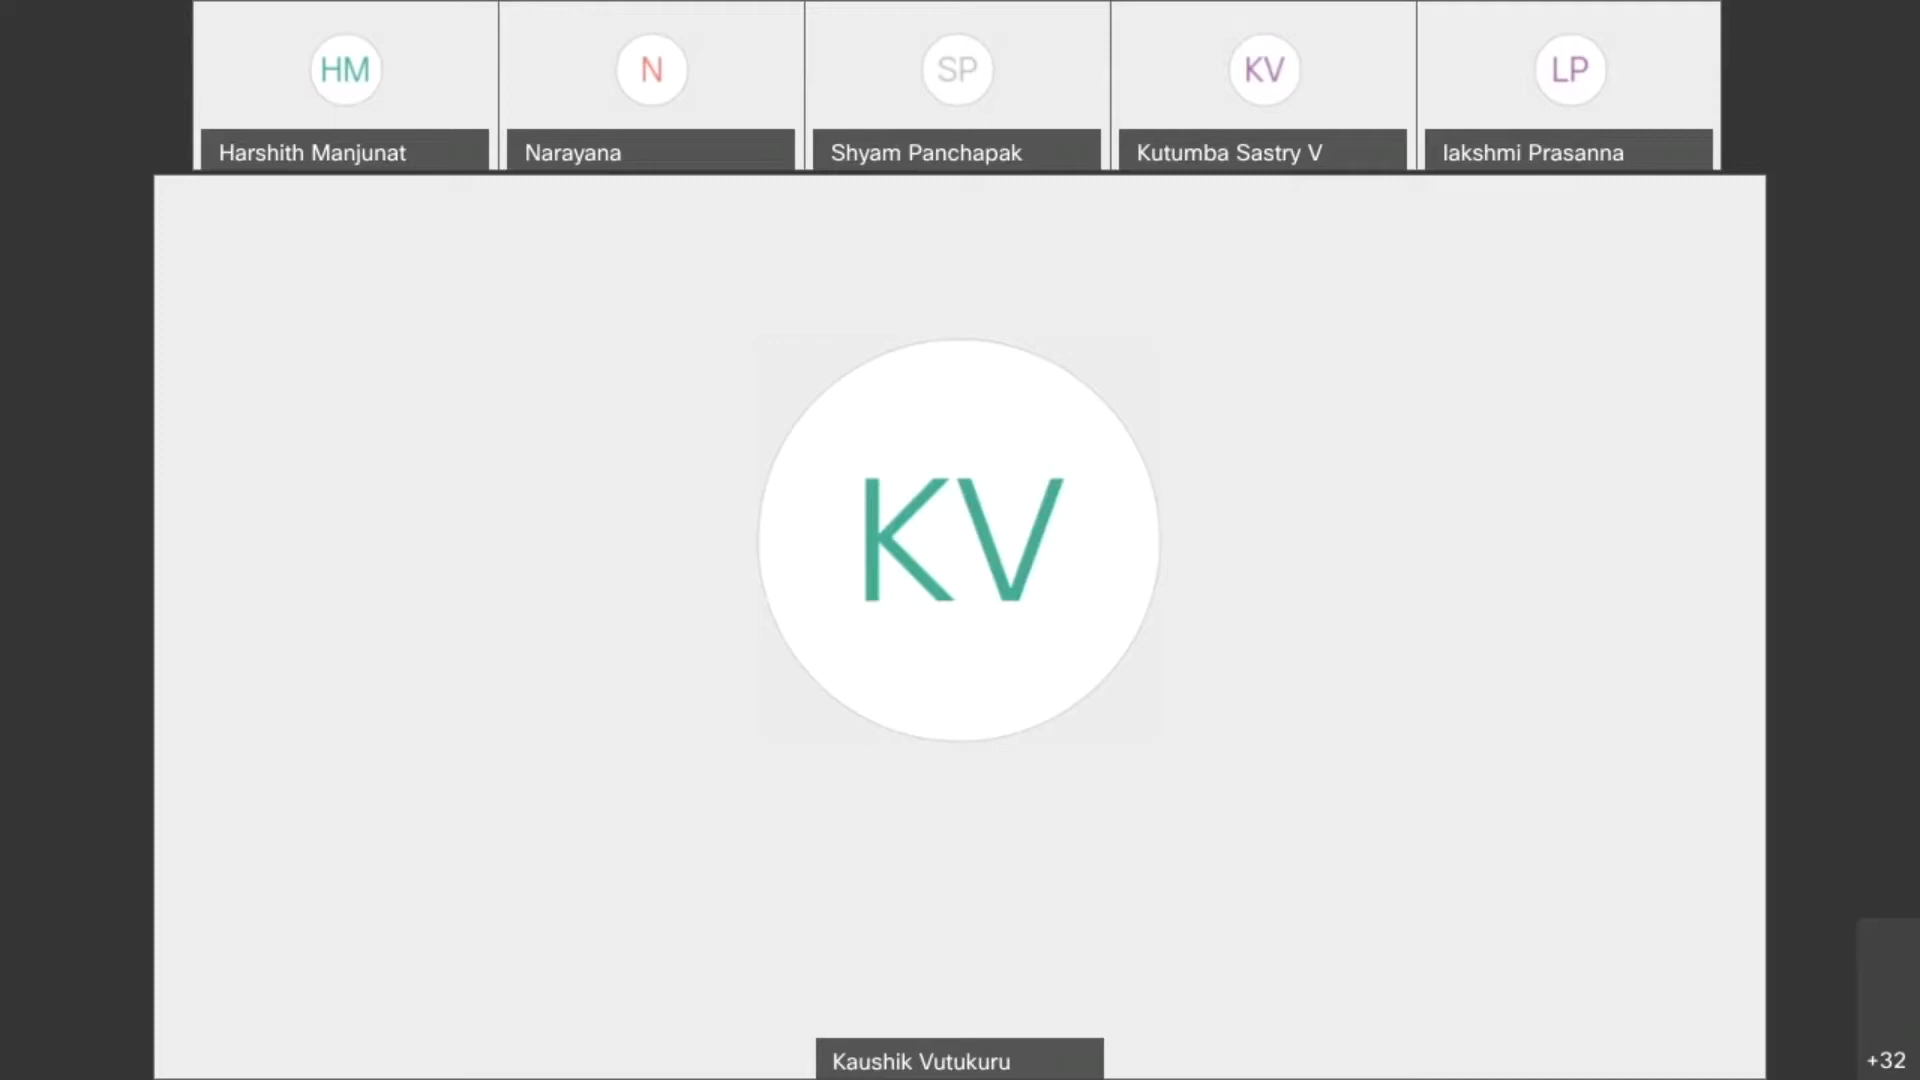 HM
N
SP
KV
LP
Harshith Manjunat
Narayana
Shyam Panchapak
Kutumba Sastry V
lakshmi Prasanna
KV
Kaushik Vutukuru
+32